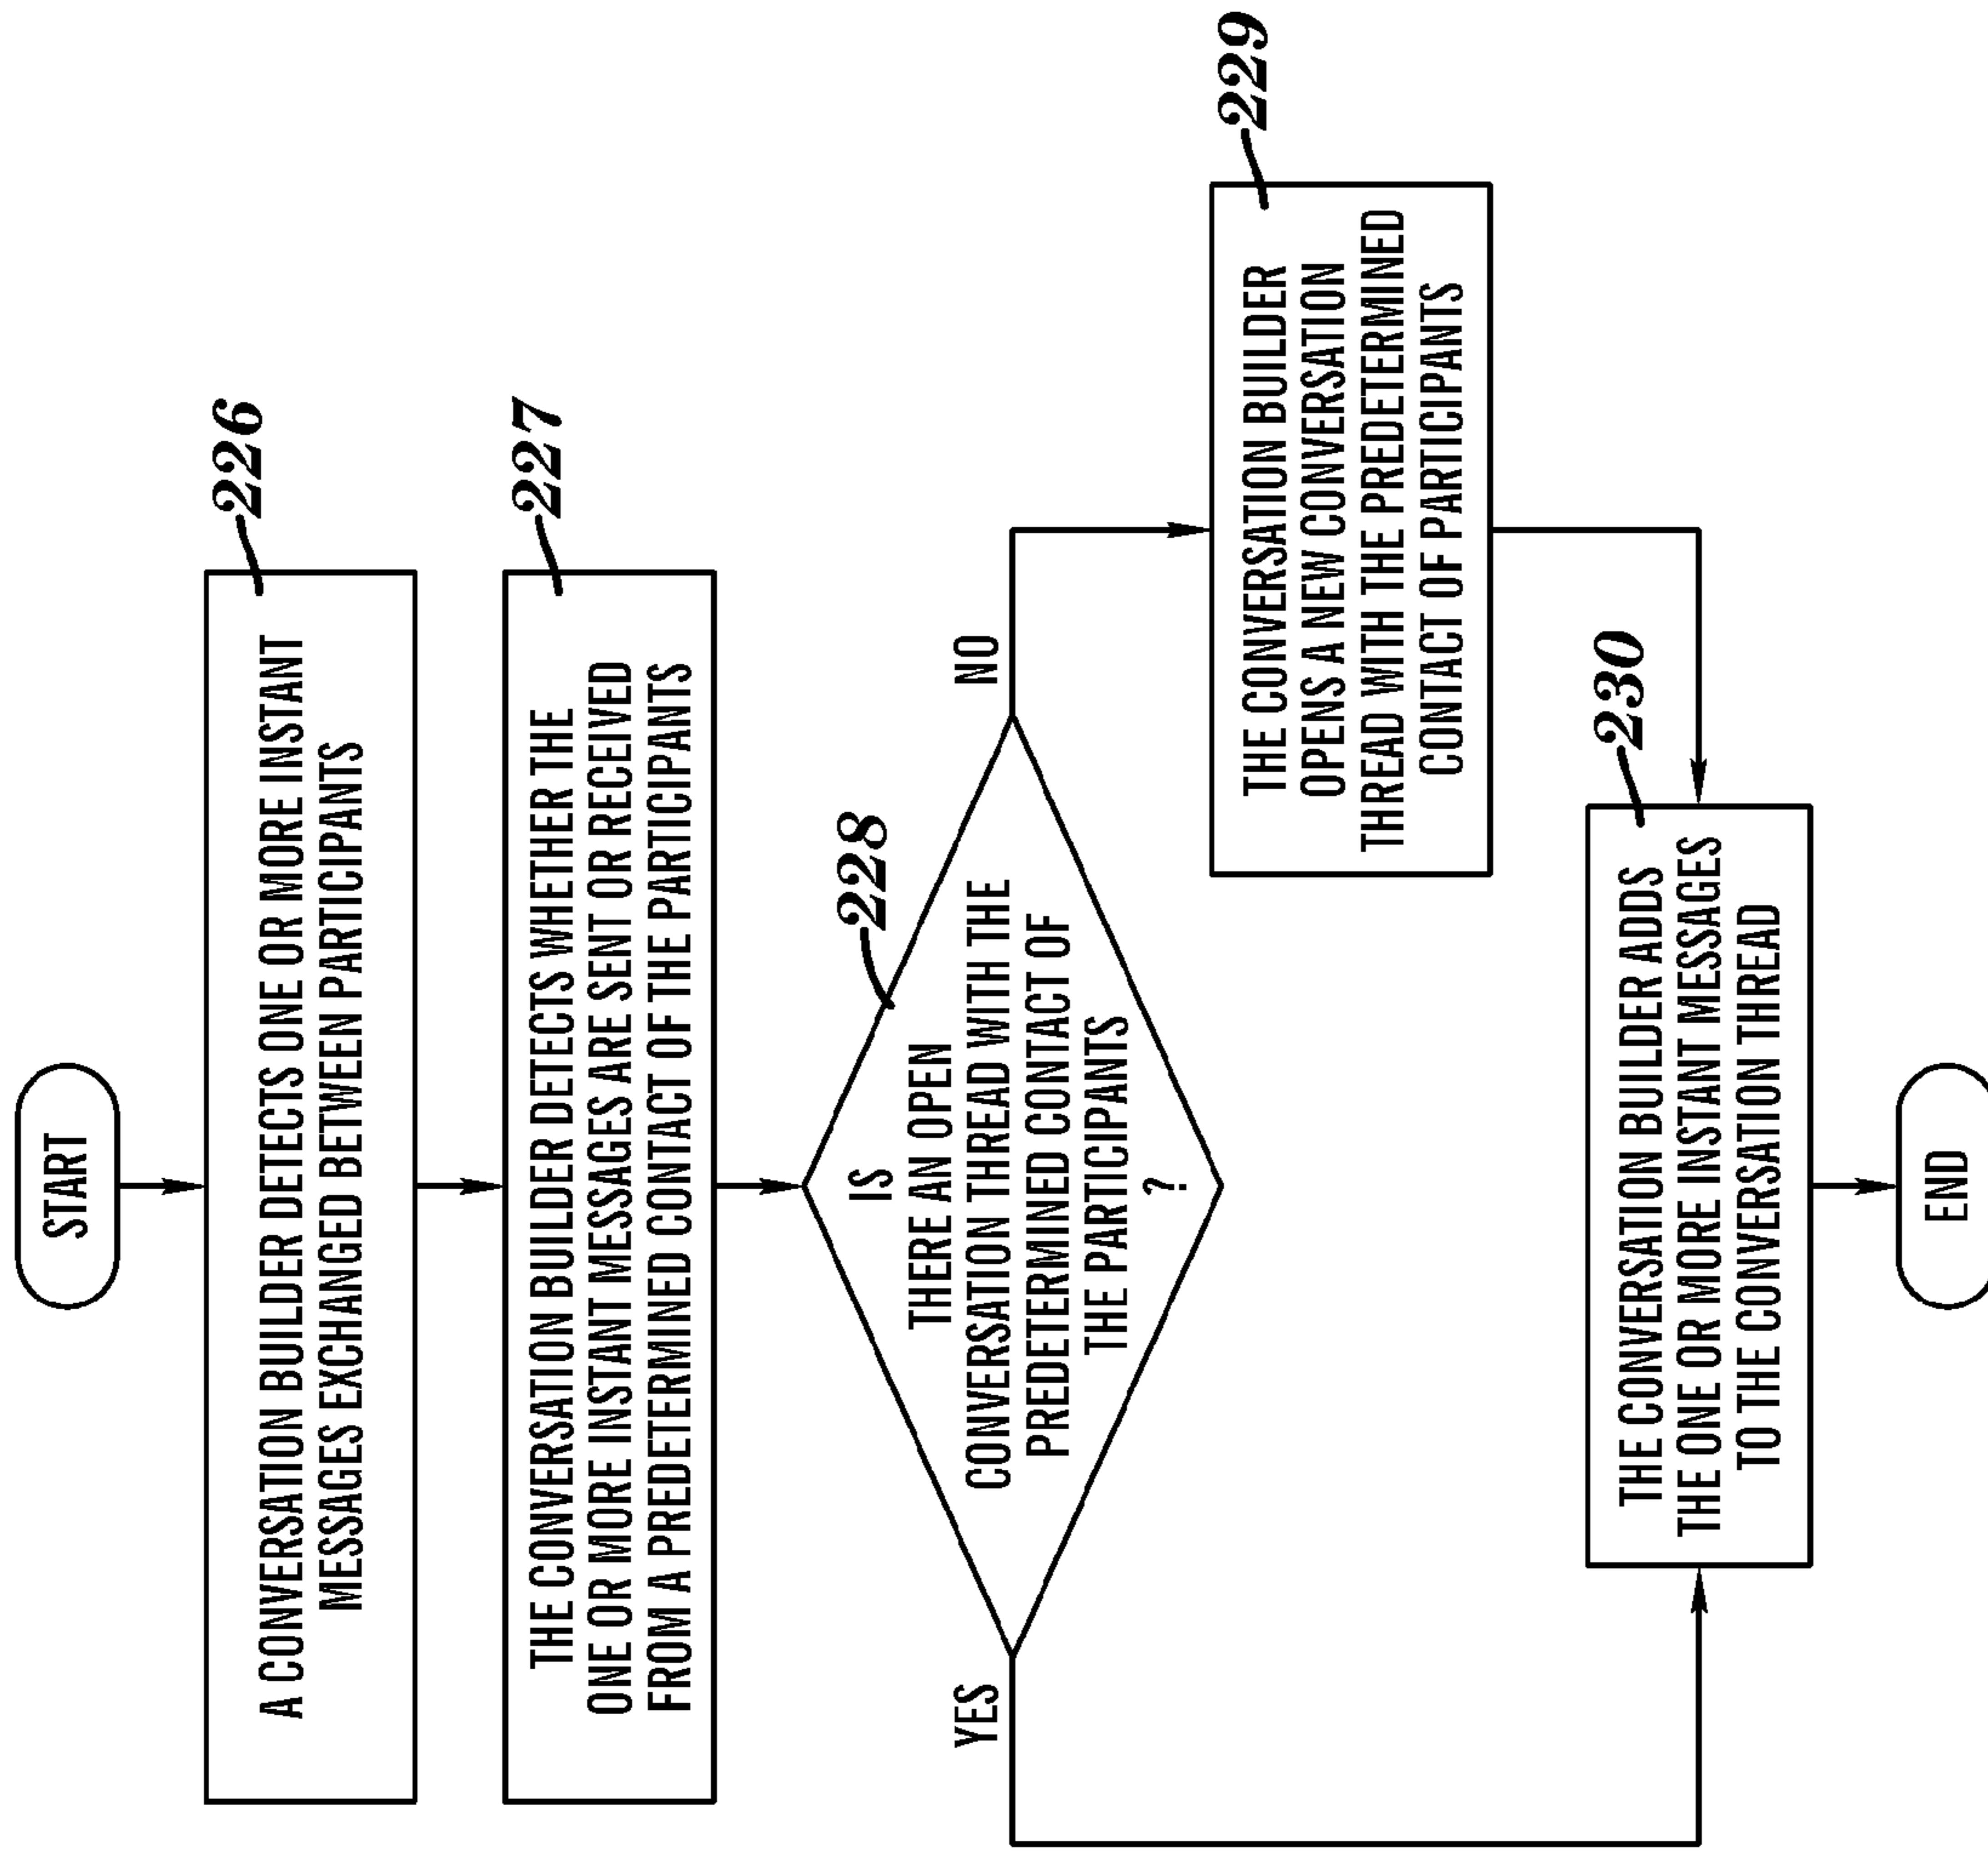 START
226
A CONVERSATION BUILDER DETECTS ONE OR MORE INSTANT
MESSAGES EXCHANGED BETWEEN PARTICIPANTS
227
THE CONVERSATION BUILDER DETECTS WHETHER THE
ONE OR MORE INSTANT MESSAGES ARE SENT OR RECEIVED
FROM A PREDETERMINED CONTACT OF THE PARTICIPANTS
228
IS
THERE AN OPEN
CONVERSATION THREAD WITH THE
PREDETERMINED CONTACT OF
THE PARTICIPANTS
?
YES
NO
229
THE CONVERSATION BUILDER
OPENS A NEW CONVERSATION
THREAD WITH THE PREDETERMINED
CONTACT OF PARTICIPANTS
230
THE CONVERSATION BUILDER ADDS
THE ONE OR MORE INSTANT MESSAGES
TO THE CONVERSATION THREAD
END